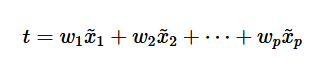 t = w₁x̃₁ + w₂x̃₂ + ⋯ + wₚx̃ₚ